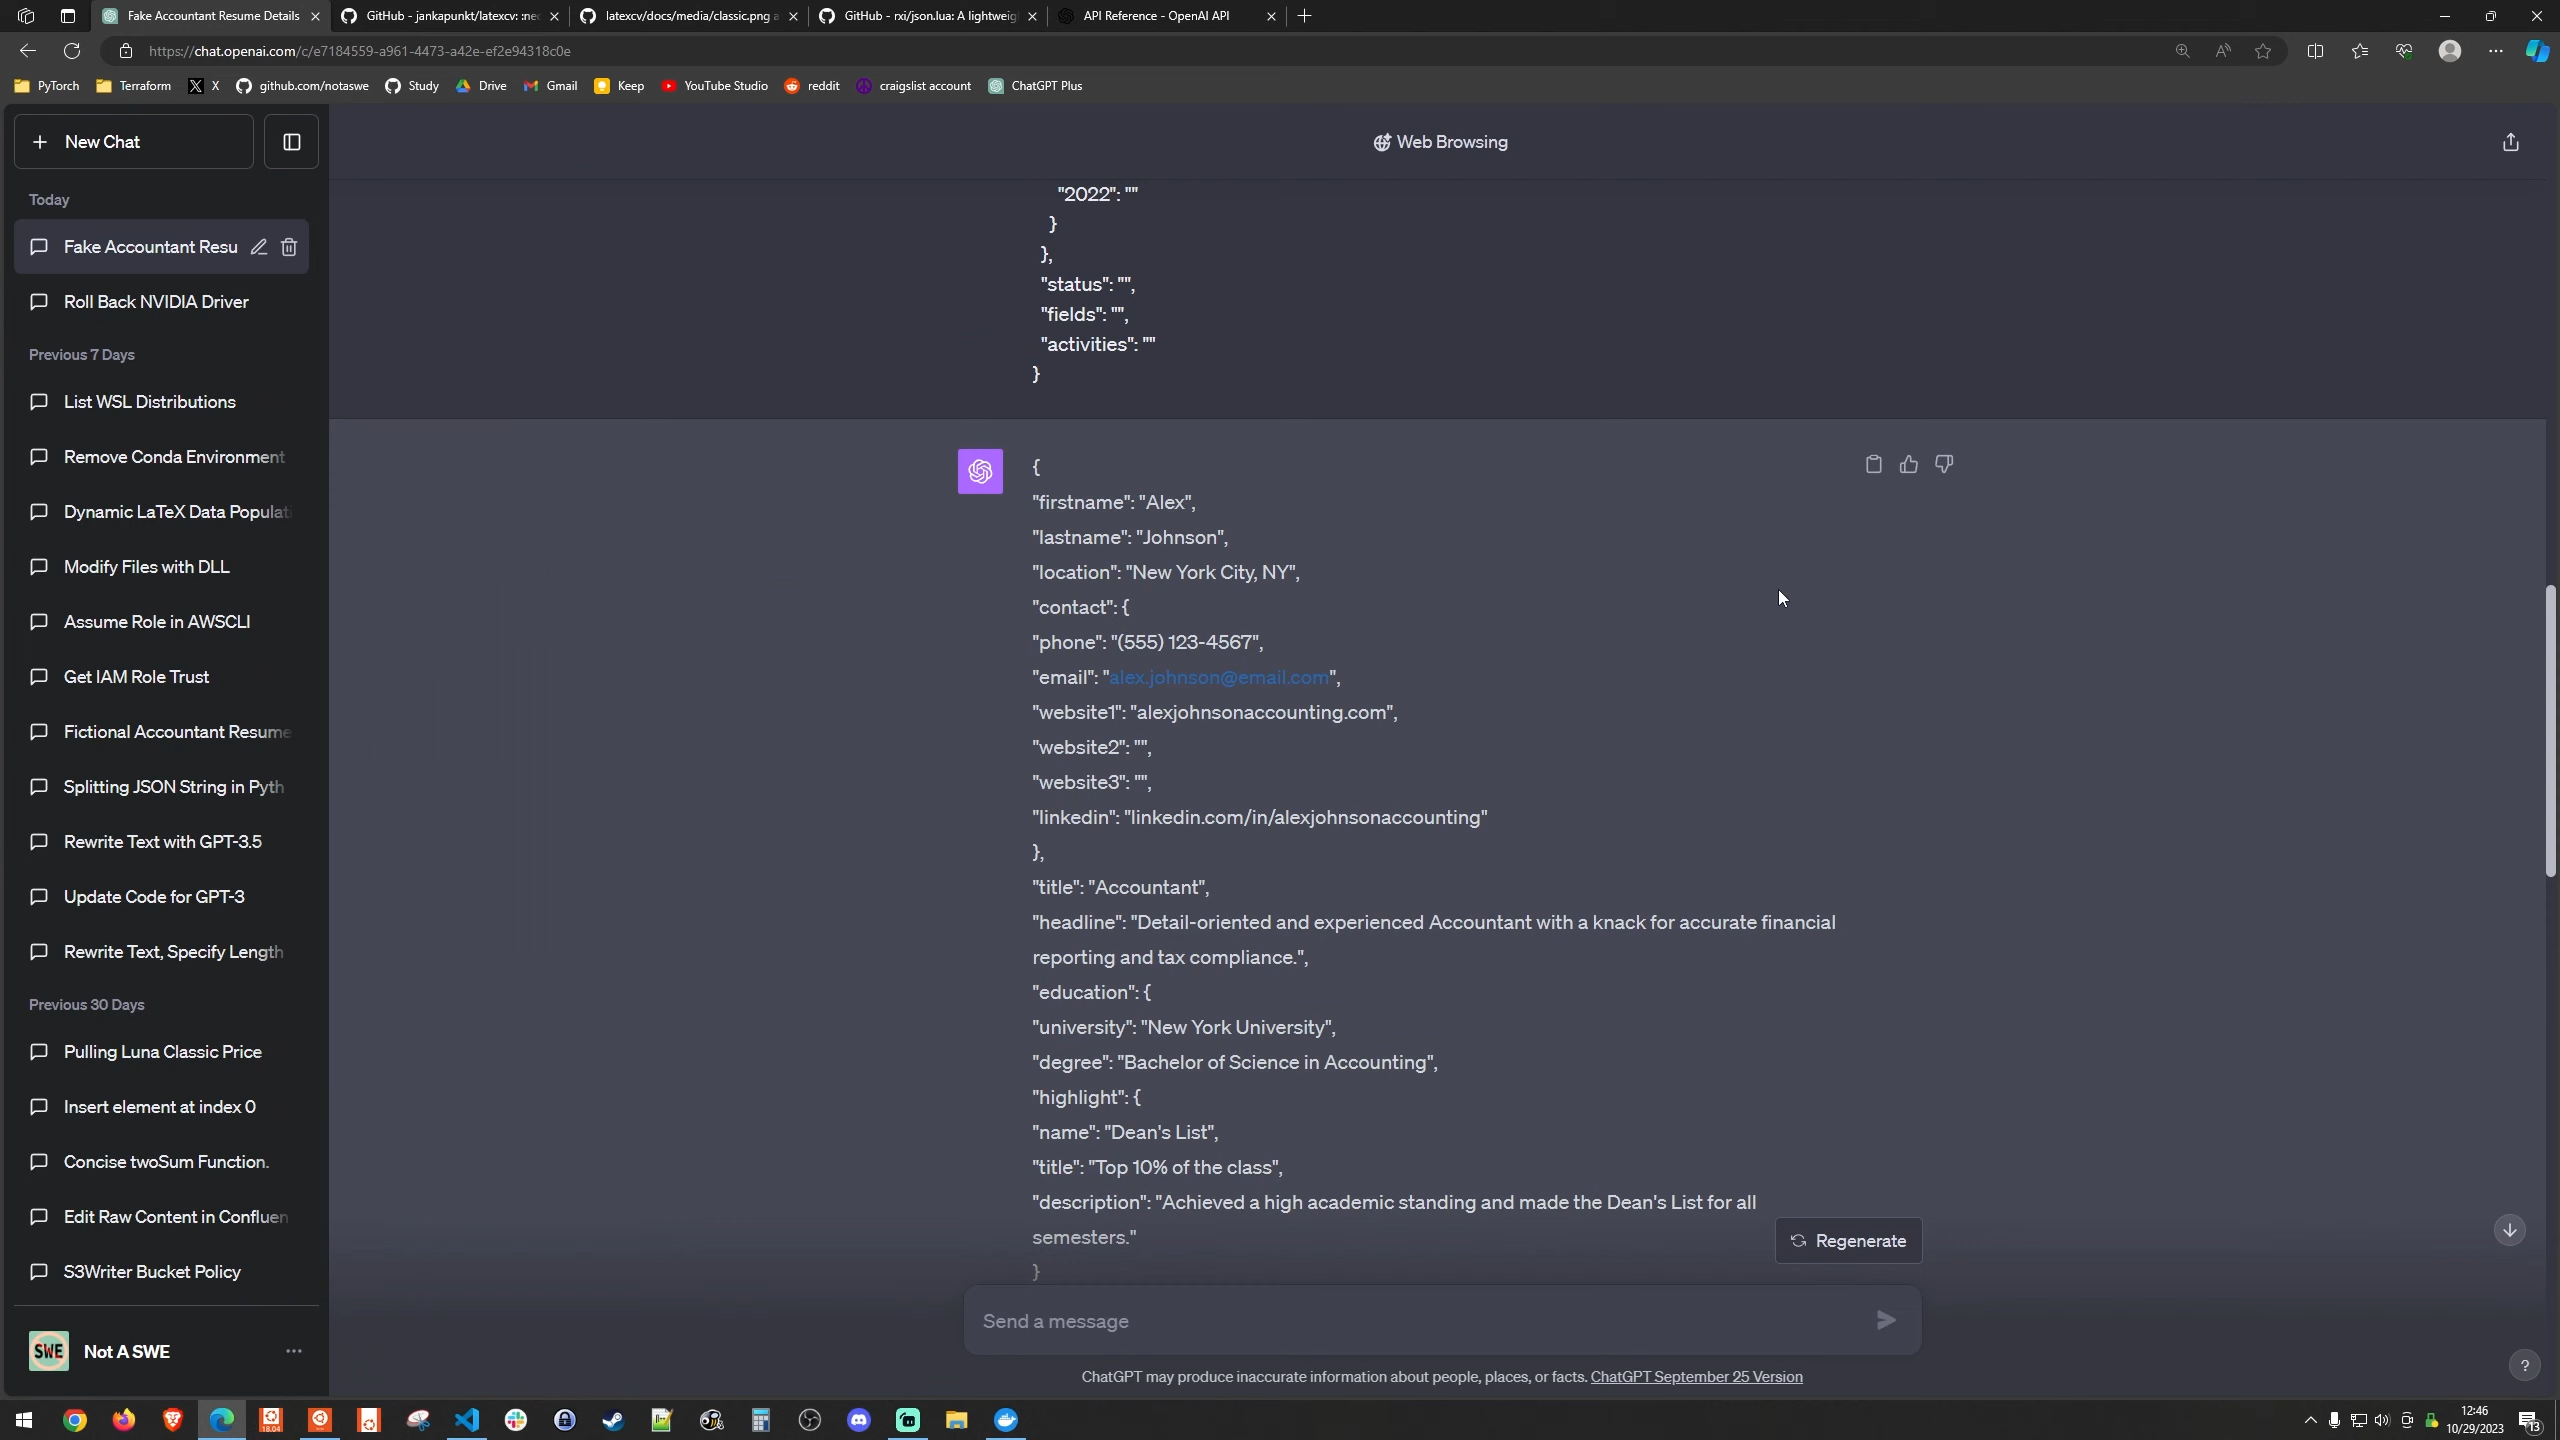 Fake Accountant Resume Details
GitHub - jankapunkt/latexcv: :nec
latexcv/docs/media/classic.png a
GitHub - rxi/json.lua: A lightweigh
API Reference - OpenAI API
https://chat.openai.com/c/e7184559-a961-4473-a42e-ef2e94318c0e
PyTorch
Terraform
X
github.com/notaswe
Study
Drive
Gmail
Keep
YouTube Studio
reddit
craigslist account
ChatGPT Plus
New Chat
Today
Fake Accountant Resu
Roll Back NVIDIA Driver
Previous 7 Days
List WSL Distributions
Remove Conda Environment
Dynamic LaTeX Data Populati
Modify Files with DLL
Assume Role in AWSCLI
Get IAM Role Trust
Fictional Accountant Resume
Splitting JSON String in Pyth
Rewrite Text with GPT-3.5
Update Code for GPT-3
Rewrite Text, Specify Length
Previous 30 Days
Pulling Luna Classic Price
Insert element at index 0
Concise twoSum Function.
Edit Raw Content in Confluen
S3Writer Bucket Policy
SWE
Not A SWE
Web Browsing
"2022": ""
}
},
"status": "",
"fields": "",
"activities": ""
}
{
"firstname": "Alex",
"lastname": "Johnson",
"location": "New York City, NY",
"contact": {
"phone": "(555) 123-4567",
"email": "alex.johnson@email.com",
"website1": "alexjohnsonaccounting.com",
"website2": "",
"website3": "",
"linkedin": "linkedin.com/in/alexjohnsonaccounting"
},
"title": "Accountant",
"headline": "Detail-oriented and experienced Accountant with a knack for accurate financial
reporting and tax compliance.",
"education": {
"university": "New York University",
"degree": "Bachelor of Science in Accounting",
"highlight": {
"name": "Dean's List",
"title": "Top 10% of the class",
"description": "Achieved a high academic standing and made the Dean's List for all
semesters."
}
Regenerate
Send a message
ChatGPT may produce inaccurate information about people, places, or facts. ChatGPT September 25 Version
?
18.04
12:46
10/29/2023
13